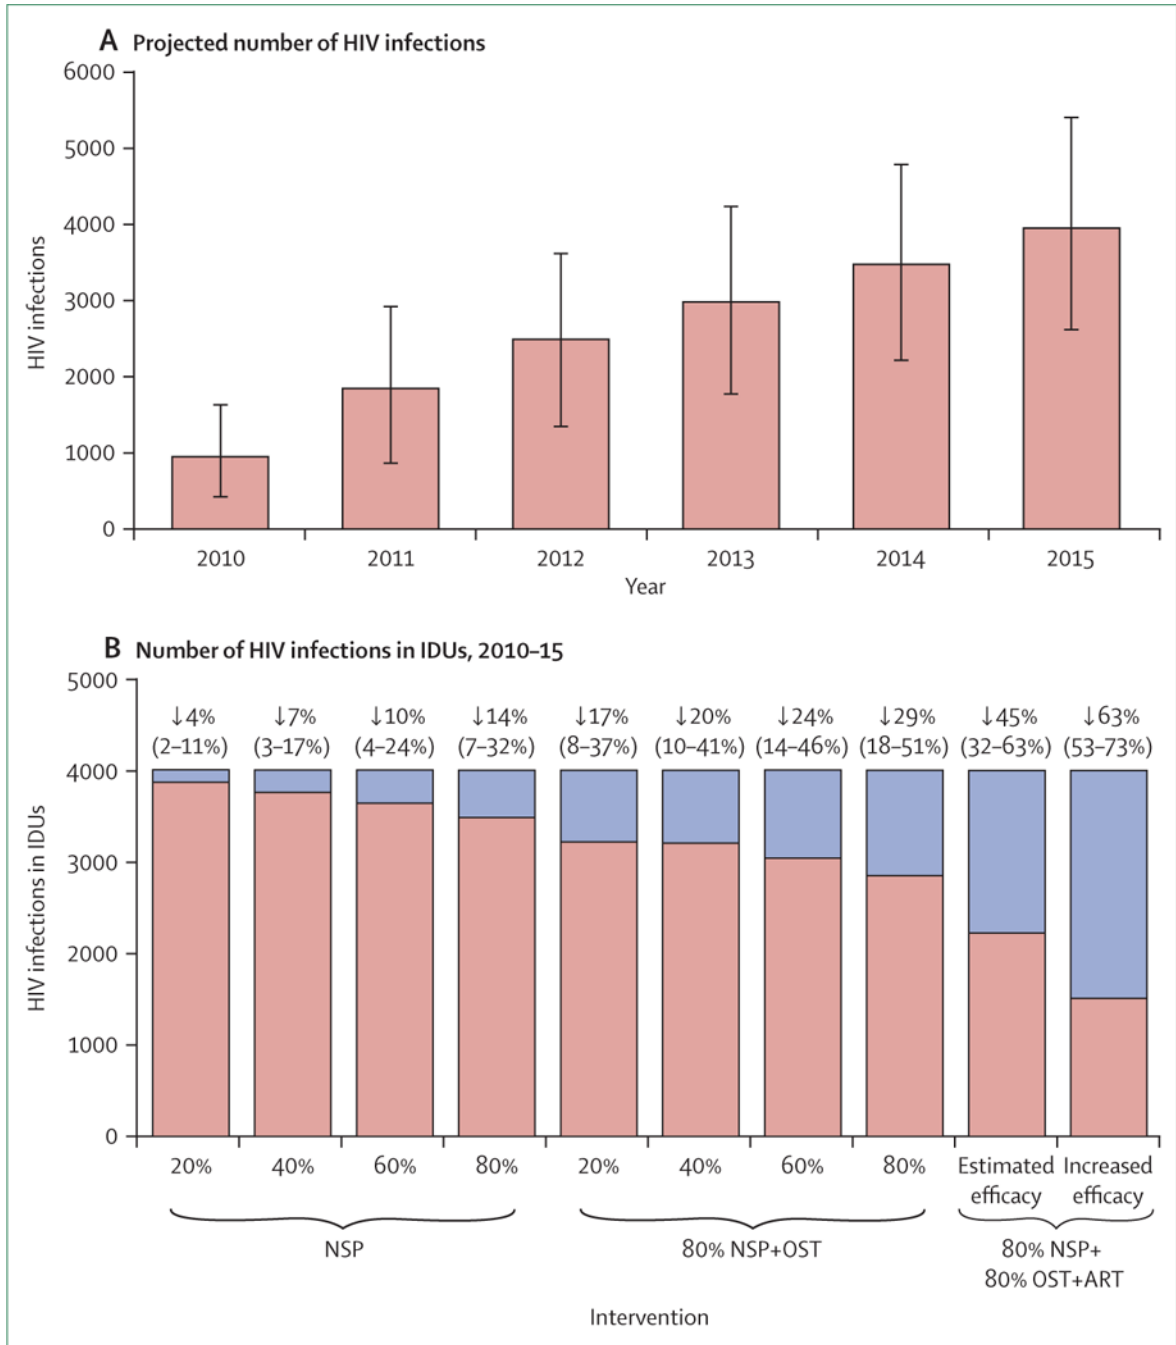 A Projected number of HIV infections
6000
5000
4000
3000
2000
1000
0
HIV infections
2010 2011 2012 2013 2014 2015
Year
B Number of HIV infections in IDUs, 2010–15
5000
4000
3000
2000
1000
0
HIV infections in IDUs
↓4% ↓7% ↓10% ↓14% ↓17% ↓20% ↓24% ↓29% ↓45% ↓63%
(2–11%) (3–17%) (4–24%) (7–32%) (8–37%) (10–41%) (14–46%) (18–51%) (32–63%) (53–73%)
20% 40% 60% 80% 20% 40% 60% 80% Estimated Increased
efficacy efficacy
NSP 80% NSP+OST 80% NSP+
80% OST+ART
Intervention